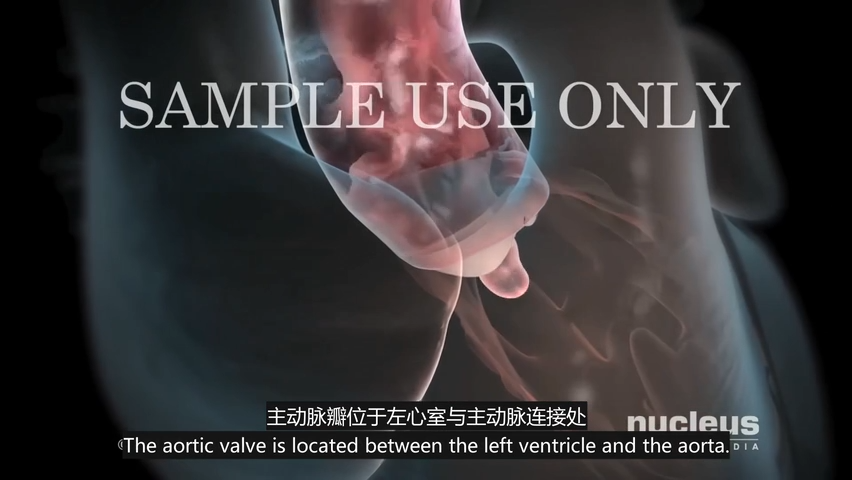 SAMPLE USE ONLY
主动脉瓣位于左心室与主动脉连接处
nucleus
The aortic valve is located between the left ventricle and the aorta.
DIA